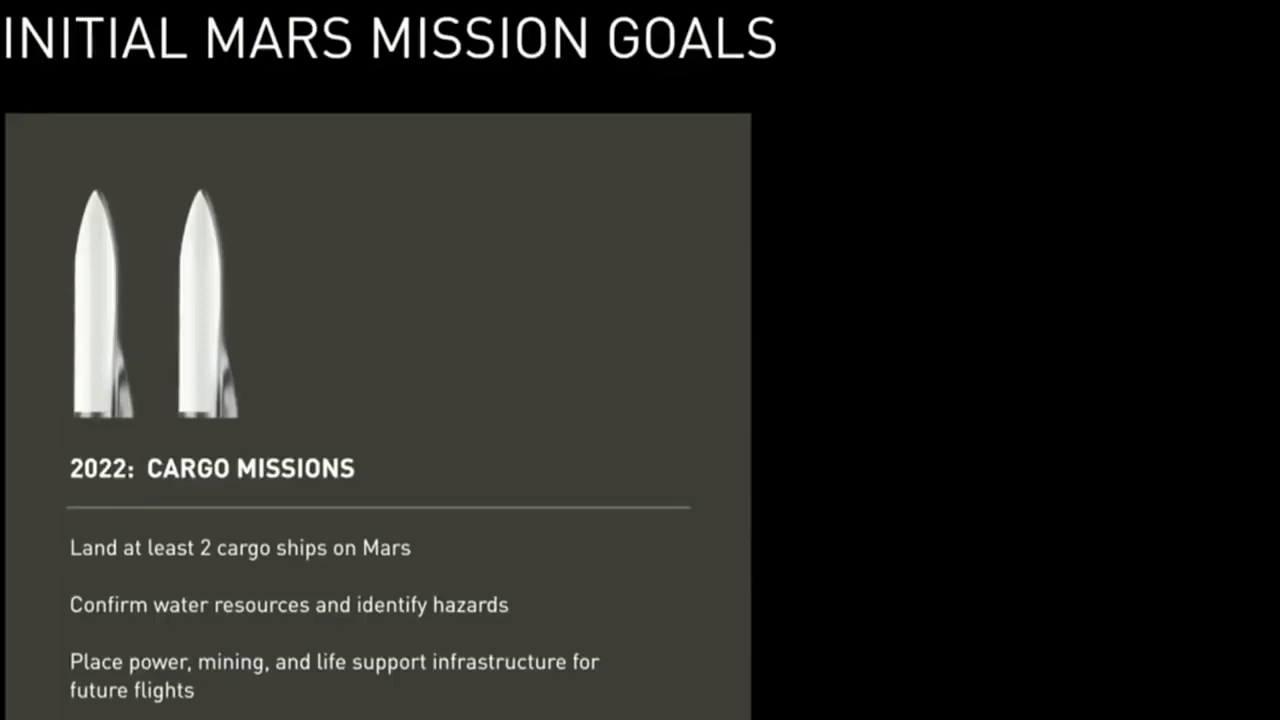 INITIAL MARS MISSION GOALS
2022: CARGO MISSIONS
Land at least 2 cargo ships on Mars
Confirm water resources and identify hazards
Place power, mining, and life support infrastructure for
future flights